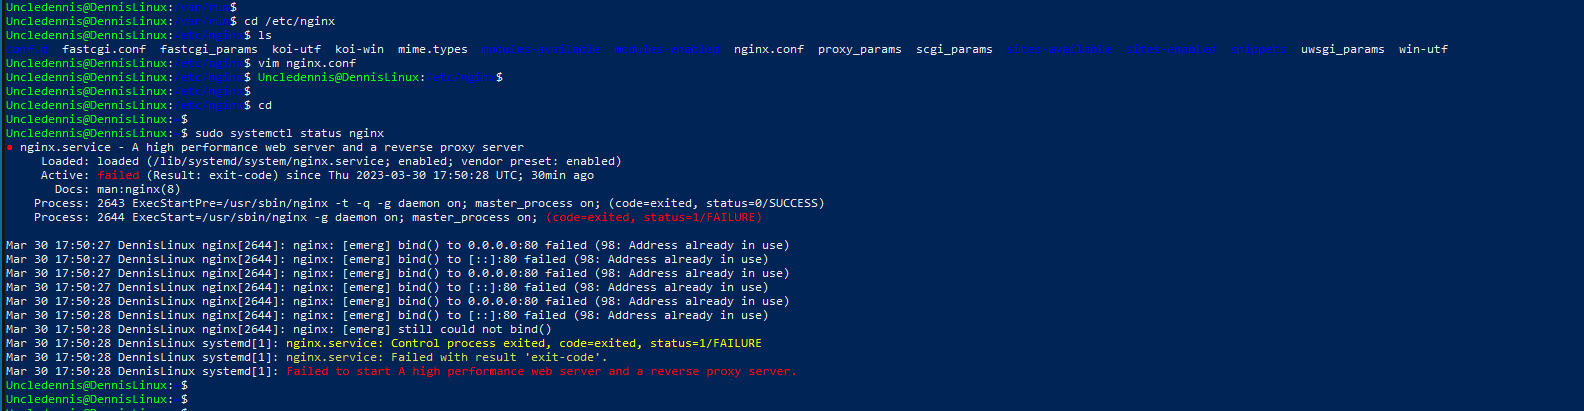 Uncledennis@DennisLinux: $
Uncledennis@DennisLinux: $ cd /etc/nginx
Uncledennis@DennisLinux:/etc/nginx$ ls
conf.d fastcgi.conf fastcgi_params koi-utf koi-win mime.types modules-available modules-enabled nginx.conf proxy_params scgi_params sites-available sites-enabled snippets uwsgi_params win-utf
Uncledennis@DennisLinux:/etc/nginx$ vim nginx.conf
Uncledennis@DennisLinux:/etc/nginx$ Uncledennis@DennisLinux:/etc/nginx$
Uncledennis@DennisLinux:/etc/nginx$
Uncledennis@DennisLinux:/etc/nginx$ cd
Uncledennis@DennisLinux: $
Uncledennis@DennisLinux: $ sudo systemctl status nginx
● nginx.service - A high performance web server and a reverse proxy server
Loaded: loaded (/lib/systemd/system/nginx.service; enabled; vendor preset: enabled)
Active: failed (Result: exit-code) since Thu 2023-03-30 17:50:28 UTC; 30min ago
Docs: man:nginx(8)
Process: 2643 ExecStartPre=/usr/sbin/nginx -t -q -g daemon on; master_process on; (code=exited, status=0/SUCCESS)
Process: 2644 ExecStart=/usr/sbin/nginx -g daemon on; master_process on; (code=exited, status=1/FAILURE)
Mar 30 17:50:27 DennisLinux nginx[2644]: nginx: [emerg] bind() to 0.0.0.0:80 failed (98: Address already in use)
Mar 30 17:50:27 DennisLinux nginx[2644]: nginx: [emerg] bind() to [::]:80 failed (98: Address already in use)
Mar 30 17:50:27 DennisLinux nginx[2644]: nginx: [emerg] bind() to 0.0.0.0:80 failed (98: Address already in use)
Mar 30 17:50:27 DennisLinux nginx[2644]: nginx: [emerg] bind() to [::]:80 failed (98: Address already in use)
Mar 30 17:50:28 DennisLinux nginx[2644]: nginx: [emerg] bind() to 0.0.0.0:80 failed (98: Address already in use)
Mar 30 17:50:28 DennisLinux nginx[2644]: nginx: [emerg] bind() to [::]:80 failed (98: Address already in use)
Mar 30 17:50:28 DennisLinux nginx[2644]: nginx: [emerg] still could not bind()
Mar 30 17:50:28 DennisLinux systemd[1]: nginx.service: Control process exited, code=exited, status=1/FAILURE
Mar 30 17:50:28 DennisLinux systemd[1]: nginx.service: Failed with result 'exit-code'.
Mar 30 17:50:28 DennisLinux systemd[1]: Failed to start A high performance web server and a reverse proxy server.
Uncledennis@DennisLinux: $
Uncledennis@DennisLinux: $